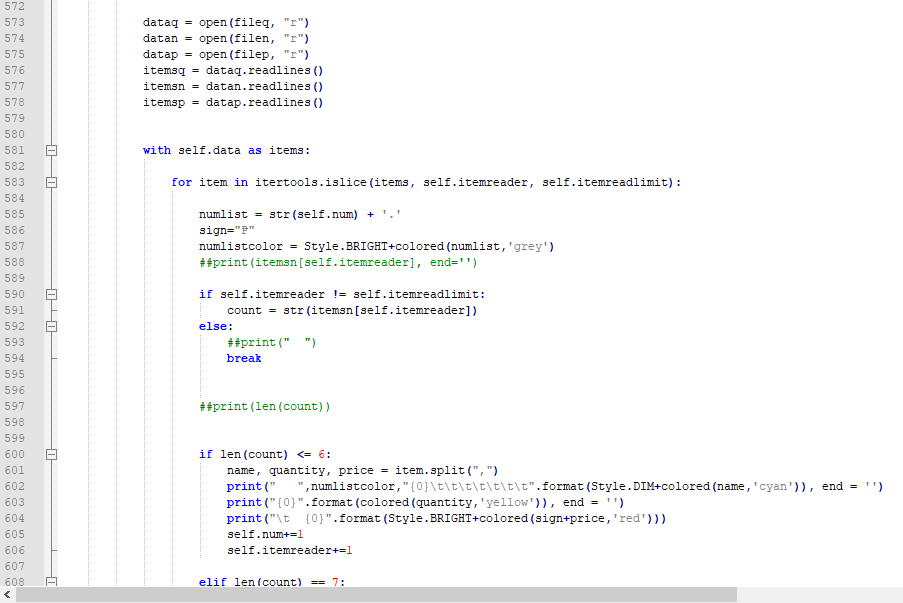 572
573 dataq = open(fileq, "r")
574 datan = open(filen, "r")
575 datap = open(filep, "r")
576 itemsq = dataq.readlines()
577 itemsn = datan.readlines()
578 itemsp = datap.readlines()
579
580
581 with self.data as items:
582
583 for item in itertools.islice(items, self.itemreader, self.itemreadlimit):
584
585 numlist = str(self.num) + '.'
586 sign="₱"
587 numlistcolor = Style.BRIGHT+colored(numlist,'grey')
588 ##print(itemsn[self.itemreader], end='')
589
590 if self.itemreader != self.itemreadlimit:
591 count = str(itemsn[self.itemreader])
592 else:
593 ##print("  ")
594 break
595
596
597 ##print(len(count))
598
599
600 if len(count) <= 6:
601 name, quantity, price = item.split(",")
602 print("   ",numlistcolor,"{0}\t\t\t\t\t\t\t".format(Style.DIM+colored(name,'cyan')), end = '')
603 print("{0}".format(colored(quantity,'yellow')), end = '')
604 print("\t  {0}".format(Style.BRIGHT+colored(sign+price,'red')))
605 self.num+=1
606 self.itemreader+=1
607
608 elif len(count) == 7: